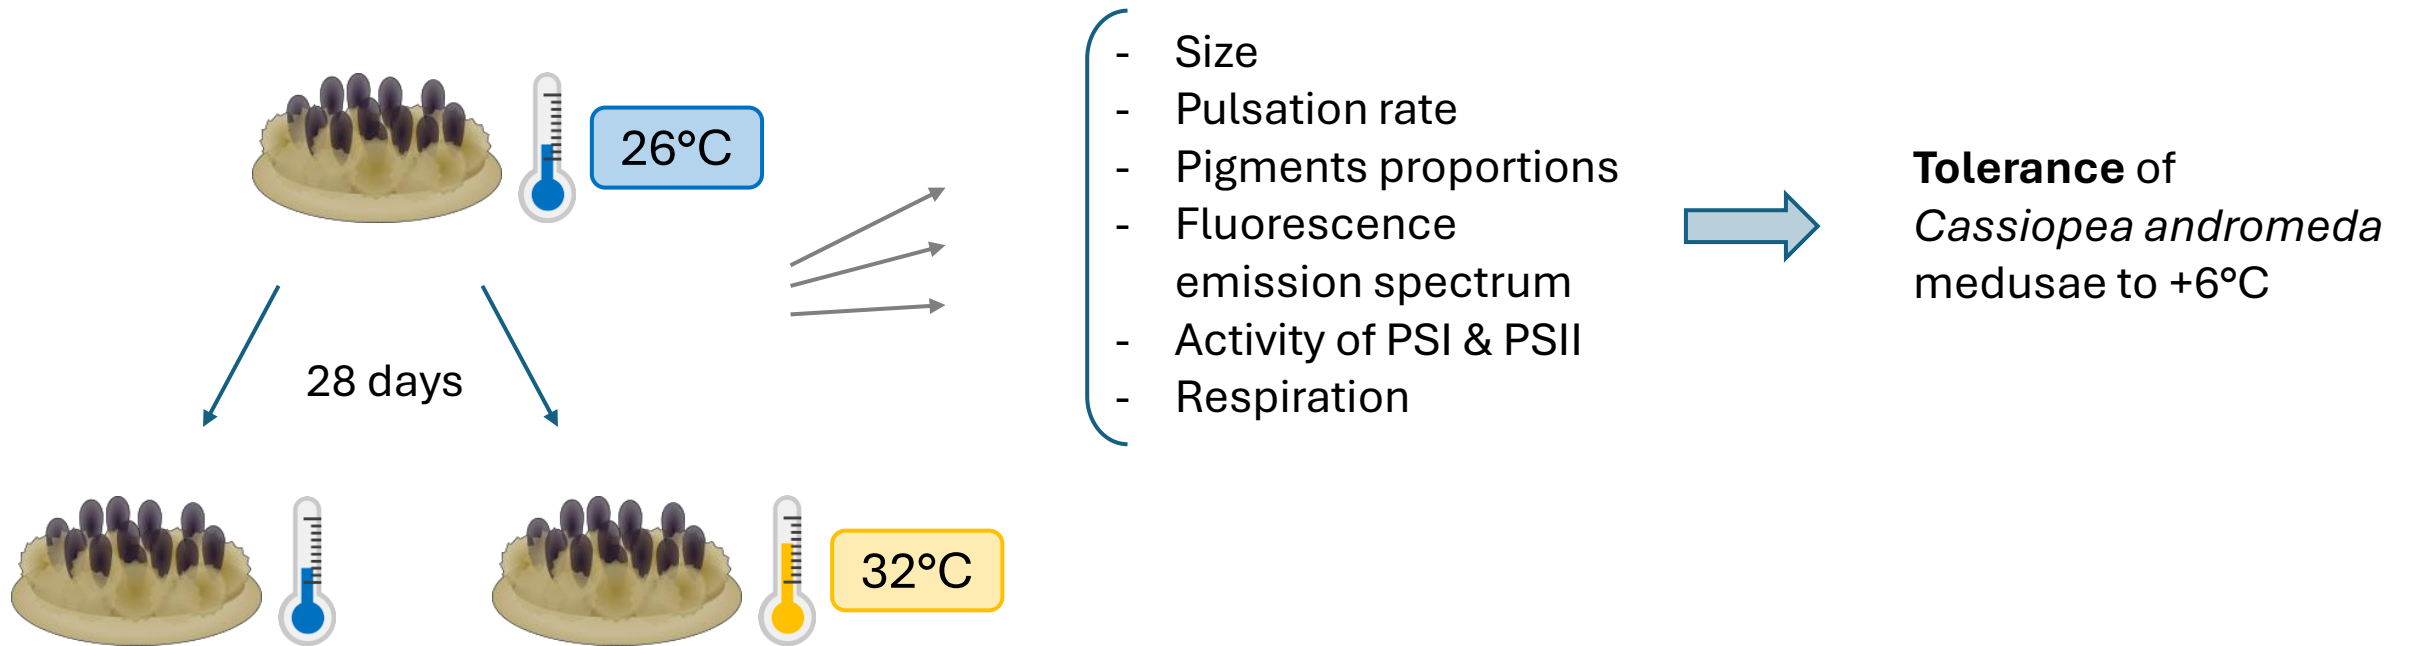 26°C
28 days
32°C
- Size
- Pulsation rate
- Pigments proportions
- Fluorescence
emission spectrum
- Activity of PSI & PSII
- Respiration
Tolerance of
Cassiopea andromeda
medusae to +6°C